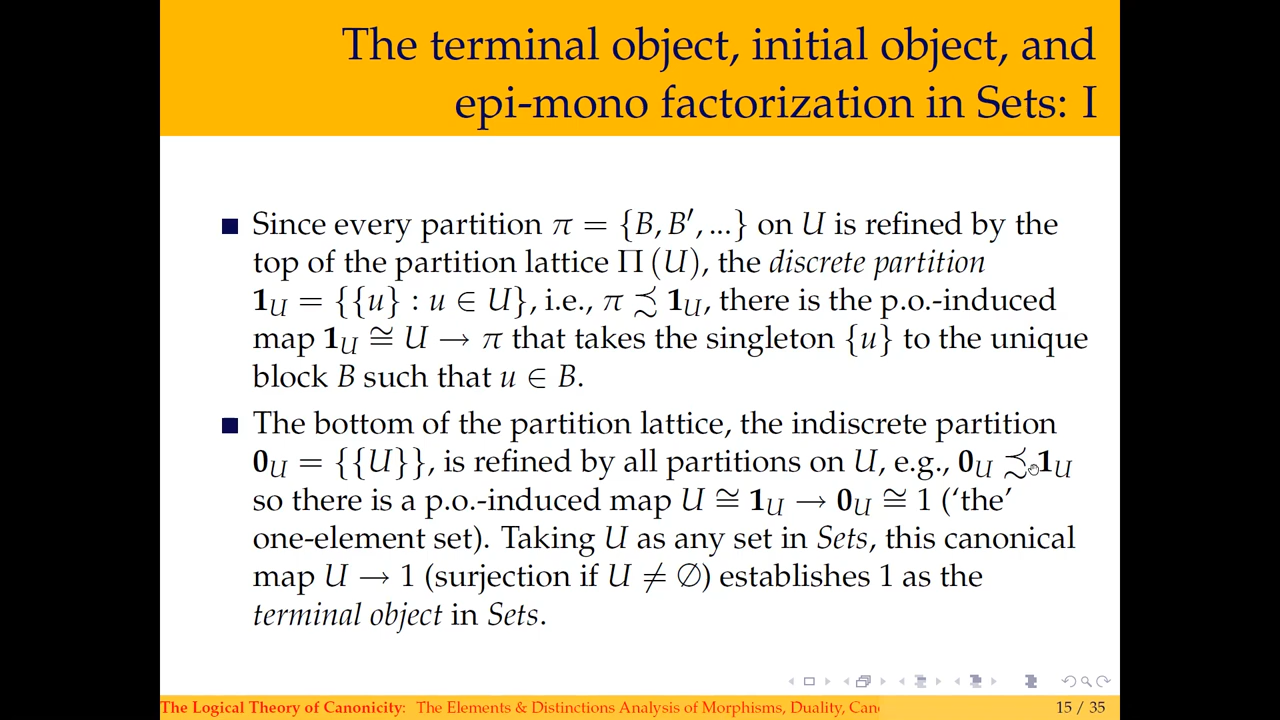 The terminal object, initial object, and
epi-mono factorization in Sets: I
Since every partition π = {B, B′, ...} on U is refined by the
top of the partition lattice Π (U), the discrete partition
1_U = {{u} : u ∈ U}, i.e., π ≾ 1_U, there is the p.o.-induced
map 1_U ≅ U → π that takes the singleton {u} to the unique
block B such that u ∈ B.
The bottom of the partition lattice, the indiscrete partition
0_U = {{U}}, is refined by all partitions on U, e.g., 0_U ≾ 1_U
so there is a p.o.-induced map U ≅ 1_U → 0_U ≅ 1 (‘the’
one-element set). Taking U as any set in Sets, this canonical
map U → 1 (surjection if U ≠ ∅) establishes 1 as the
terminal object in Sets.
The Logical Theory of Canonicity: The Elements & Distinctions Analysis of Morphisms, Duality, Cano
15 / 35